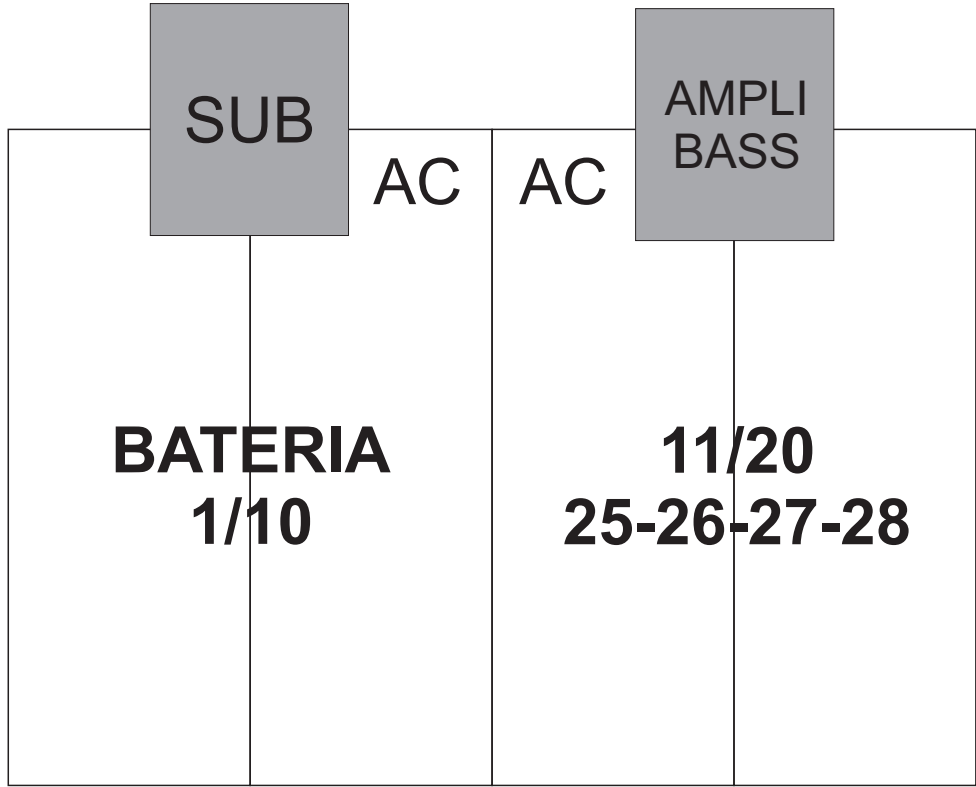 SUB
AMPLI
BASS
AC
AC
BATERIA
1/10
11/20
25-26-27-28